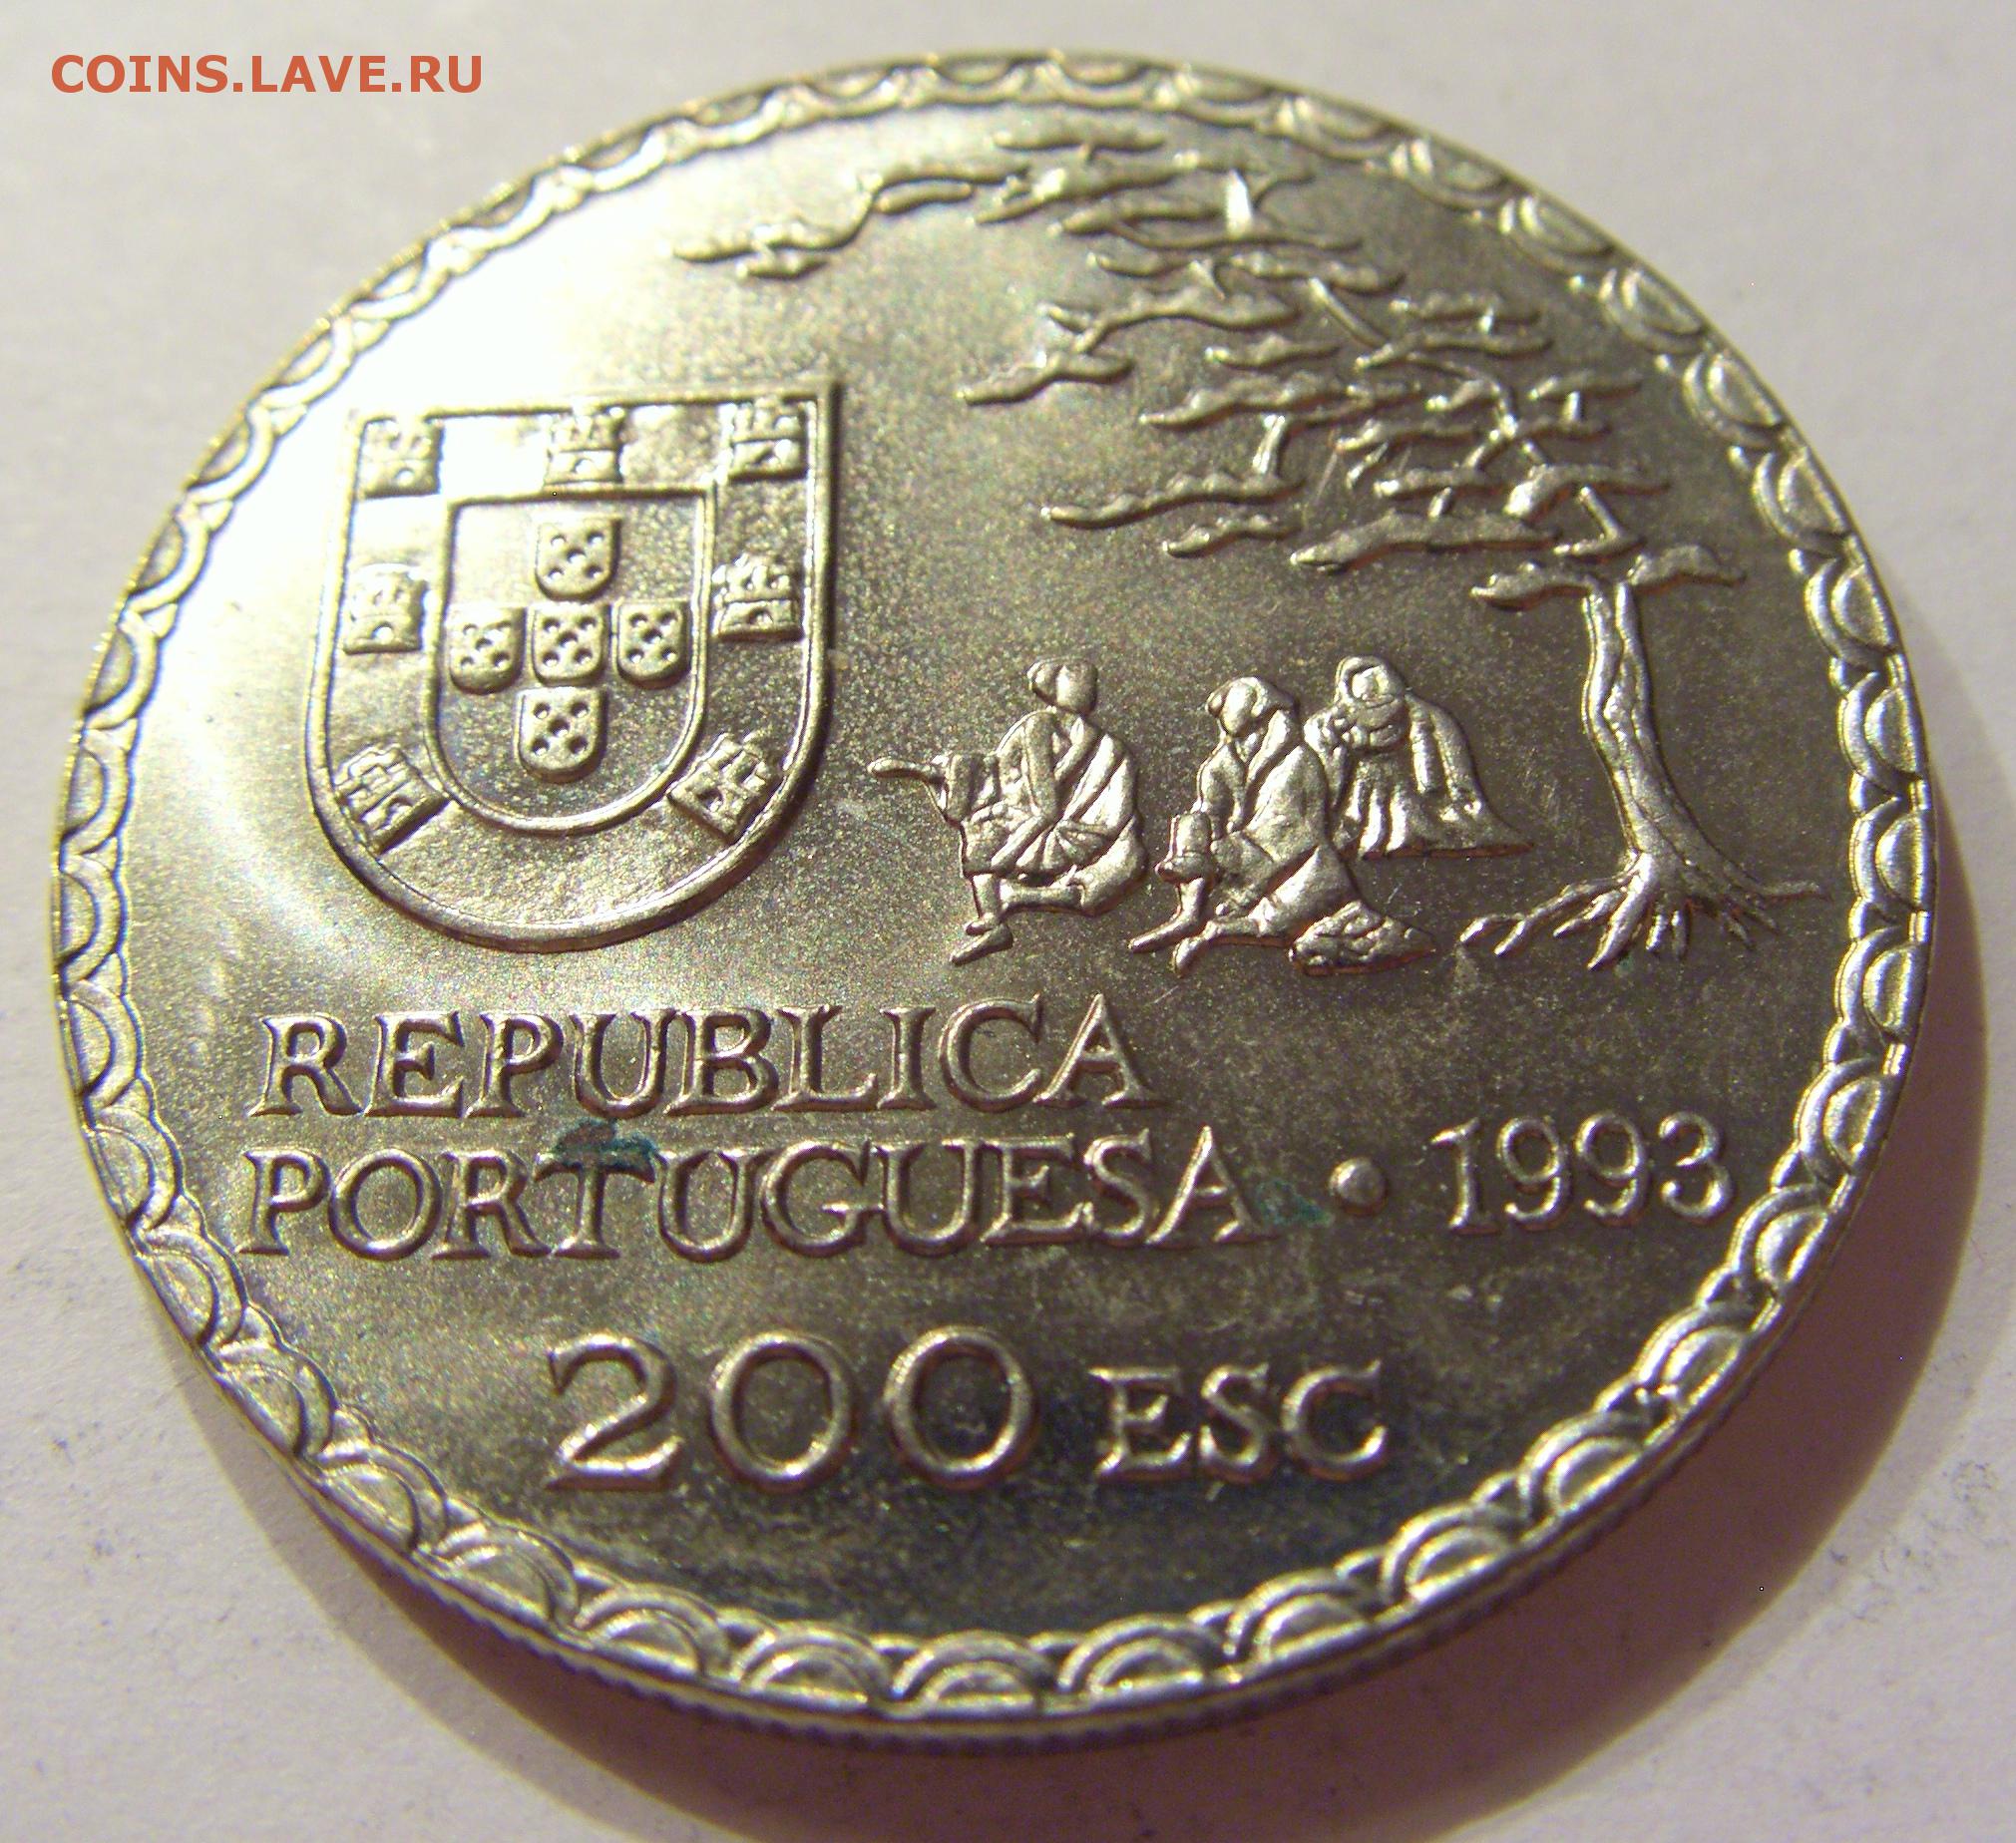 COINS.LAVE.RU
REPUBLICA
PORTUGUESA • 1993
200 ESC